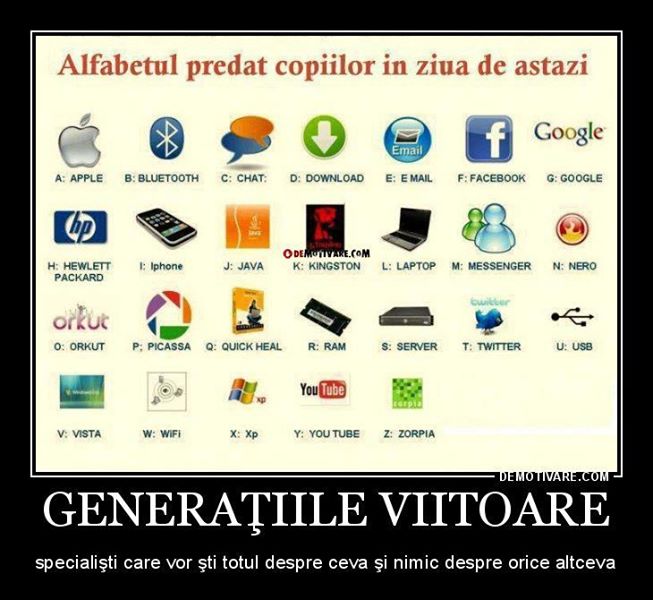 Alfabetul predat copiilor in ziua de astazi
Email
Google
A: APPLE B: BLUETOOTH C: CHAT: D: DOWNLOAD E: E MAIL F: FACEBOOK G: GOOGLE
hp
JAVA
DEMOTIVARE.COM
H: HEWLETT PACKARD I: Iphone J: JAVA K: KINGSTON L: LAPTOP M: MESSENGER N: NERO
orkut
twitter
O: ORKUT P; PICASSA Q: QUICK HEAL R: RAM S: SERVER T: TWITTER U: USB
xp
YouTube
zorpia
V: VISTA W: WiFi X: Xp Y: YOU TUBE Z: ZORPIA
DEMOTIVARE.COM
GENERAŢIILE VIITOARE
specialişti care vor şti totul despre ceva şi nimic despre orice altceva